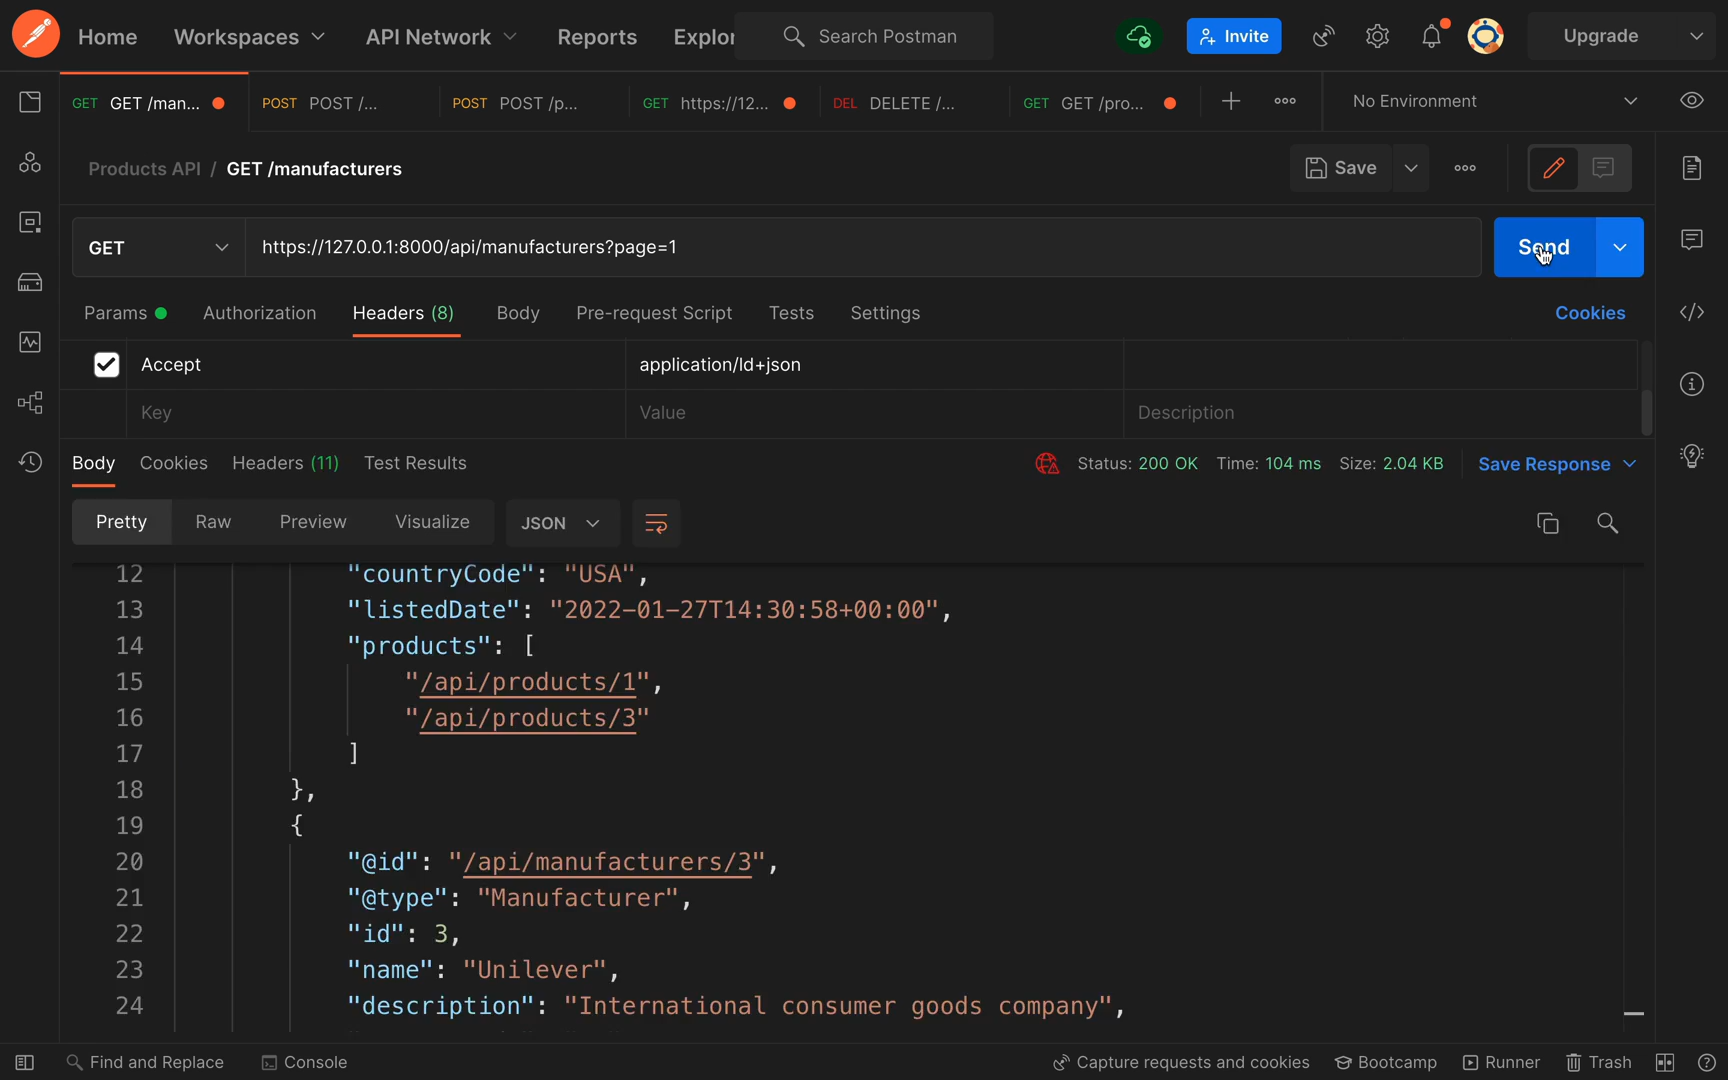 Home Workspaces API Network Reports Explor Search Postman Invite Upgrade
GET GET /man... POST POST /... POST POST /p... GET https://12... DEL DELETE /... GET GET /pro... No Environment
Products API / GET /manufacturers Save
GET https://127.0.0.1:8000/api/manufacturers?page=1 Send
Params Authorization Headers (8) Body Pre-request Script Tests Settings Cookies
Accept application/ld+json
Key Value Description
Body Cookies Headers (11) Test Results Status: 200 OK Time: 104 ms Size: 2.04 KB Save Response
Pretty Raw Preview Visualize JSON
12 "countryCode": "USA",
13 "listedDate": "2022-01-27T14:30:58+00:00",
14 "products": [
15 "/api/products/1",
16 "/api/products/3"
17 ]
18 },
19 {
20 "@id": "/api/manufacturers/3",
21 "@type": "Manufacturer",
22 "id": 3,
23 "name": "Unilever",
24 "description": "International consumer goods company",
Find and Replace Console Capture requests and cookies Bootcamp Runner Trash